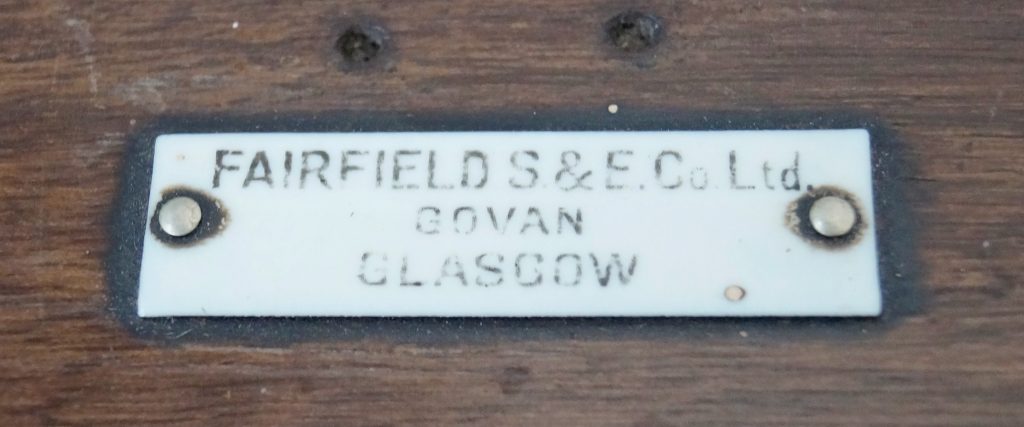 FAIRFIELD S.& E.Co.Ltd.
GOVAN
GLASGOW